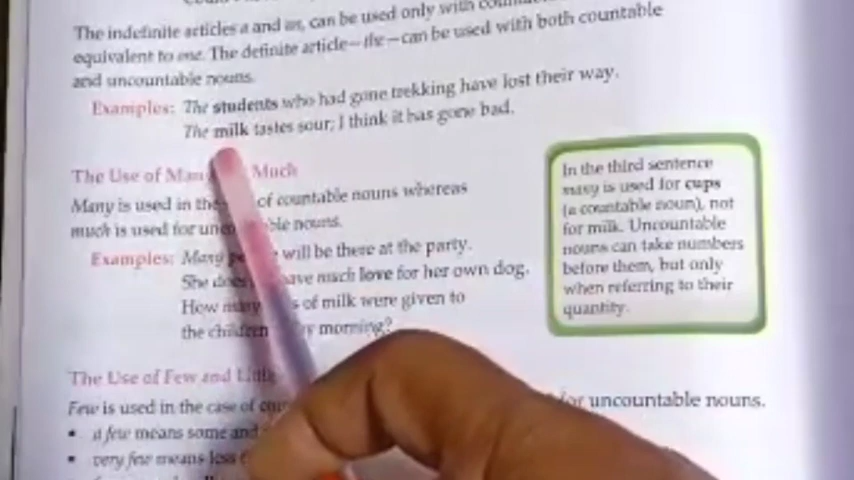 The indefinite articles a and an, can be used only with
equivalent to one. The definite article—the—can be used with both countable
and uncountable nouns.
Examples: The students who had gone trekking have lost their way.
The milk tastes sour; I think it has gone bad.
The Use of Much
Many is used in the of countable nouns whereas
much is used for nouns.
Examples: Many will be there at the party.
She have much love for her own dog.
How many of milk were given to
the children morning?
In the third sentence
many is used for cups
(a countable noun), not
for milk. Uncountable
nouns can take numbers
before them, but only
when referring to their
quantity.
The Use of Few and Little
Few is used in the case of for uncountable nouns.
• a few means some and
• very few means less